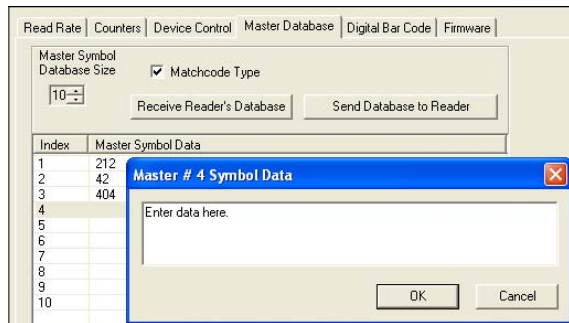 Read Rate Counters Device Control Master Database Digital Bar Code Firmware
Master Symbol
Database Size
Matchcode Type
10
Receive Reader's Database Send Database to Reader
Index Master Symbol Data
1 212
2 42
3 404
4
5
6
7
8
9
10
Master # 4 Symbol Data
Enter data here.
OK Cancel